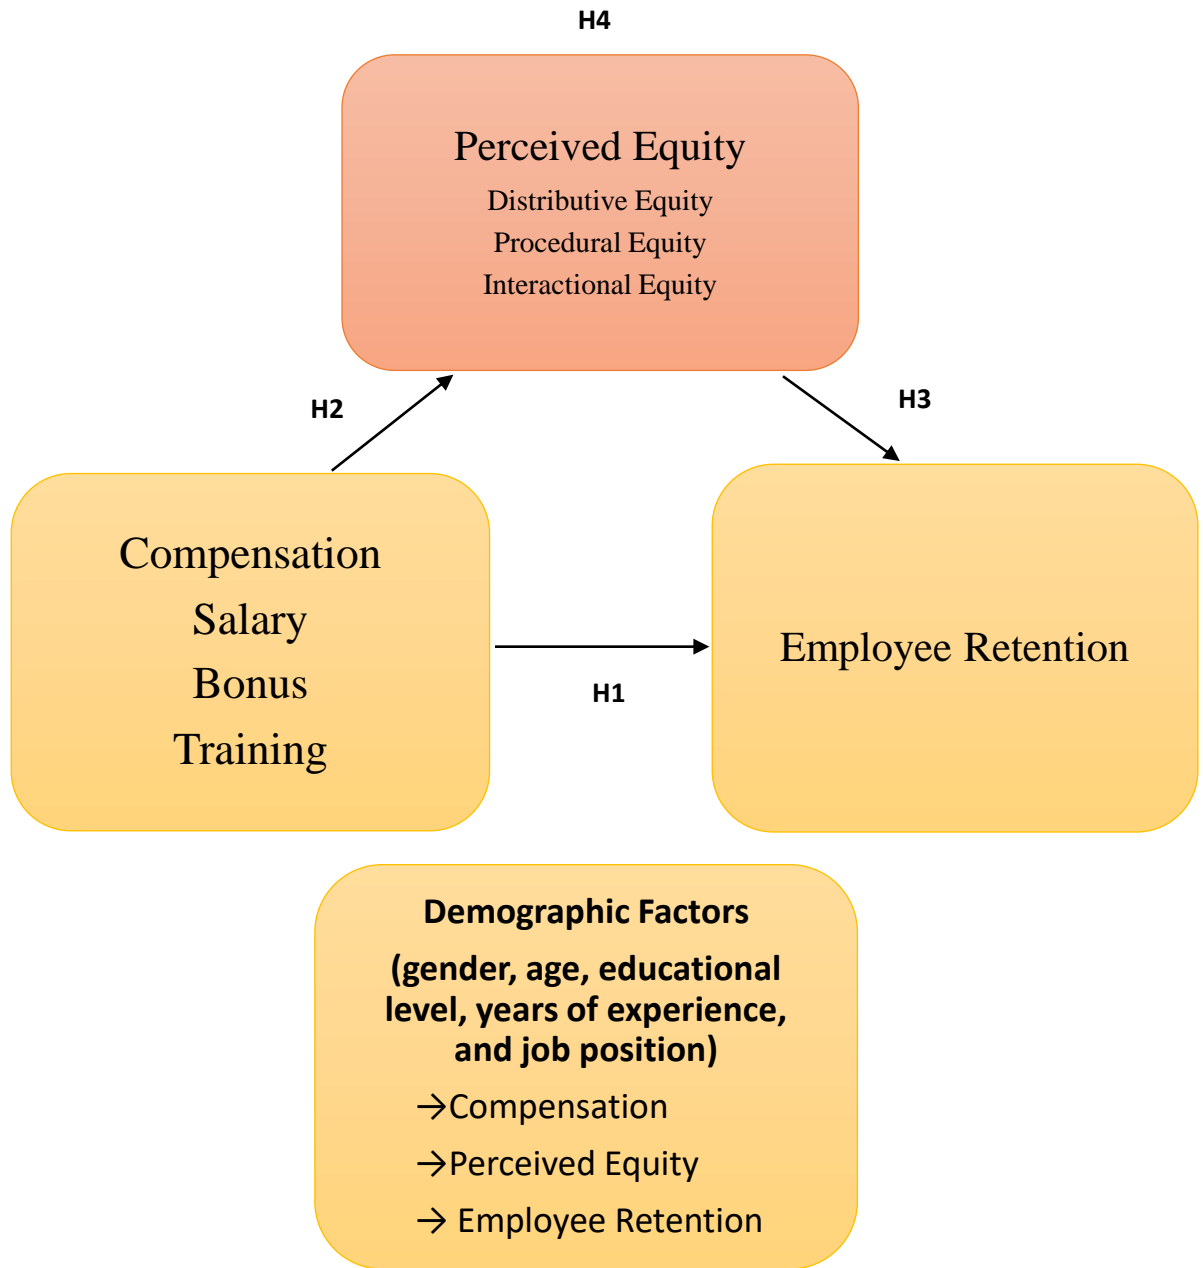 H4
Perceived Equity
Distributive Equity
Procedural Equity
Interactional Equity
H2
H3
Compensation
Salary
Bonus
Training
H1
Employee Retention
Demographic Factors
(gender, age, educational
level, years of experience,
and job position)
→Compensation
→Perceived Equity
→ Employee Retention